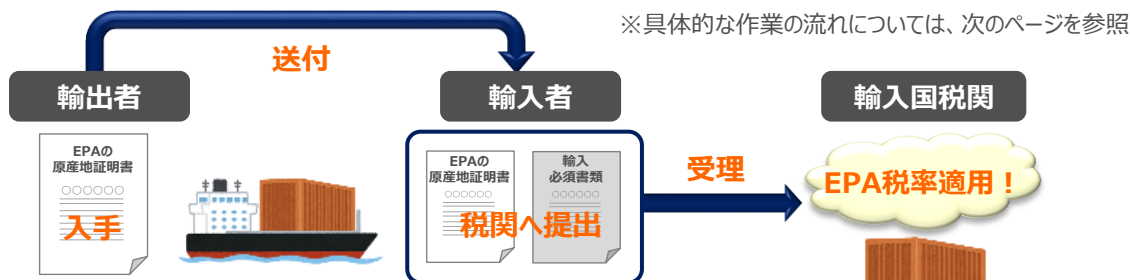 ※具体的な作業の流れについては、次のページを参照
送付
輸出者
輸入者
輸入国税関
EPAの
原産地証明書
○○○○○○
入手
EPAの
原産地証明書
○○○○○○
輸入
必須書類
○○○○○○
税関へ提出
受理
EPA税率適用！